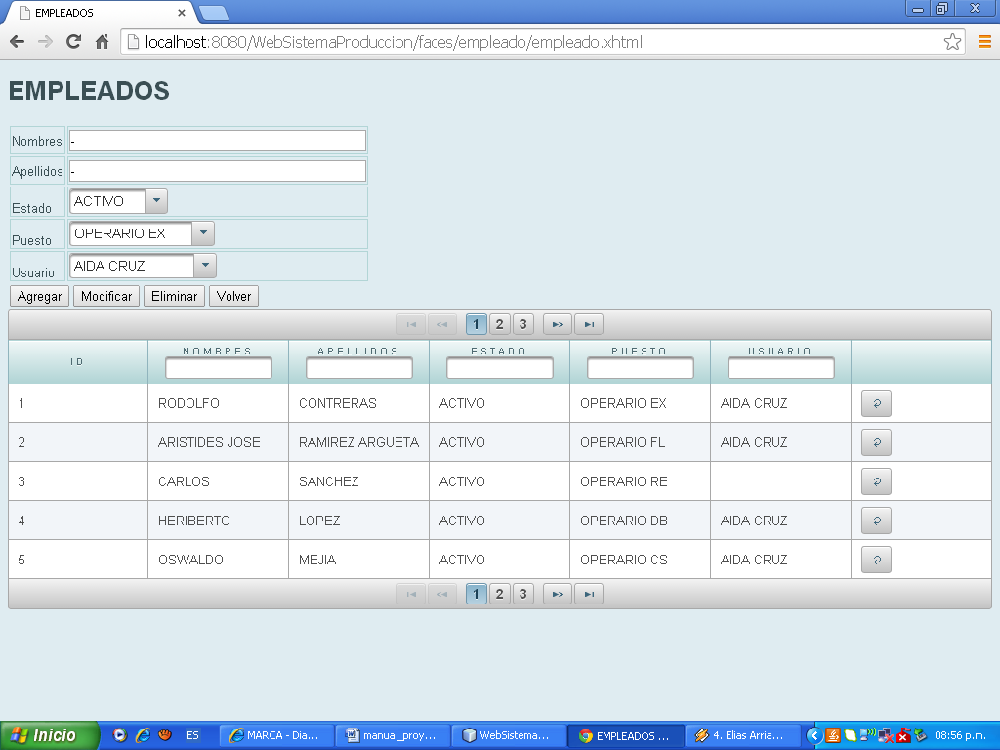 EMPLEADOS
localhost:8080/WebSistemaProduccion/faces/empleado/empleado.xhtml
EMPLEADOS
Nombres -
Apellidos -
Estado ACTIVO
Puesto OPERARIO EX
Usuario AIDA CRUZ
Agregar Modificar Eliminar Volver
1 2 3
ID NOMBRES APELLIDOS ESTADO PUESTO USUARIO
1 RODOLFO CONTRERAS ACTIVO OPERARIO EX AIDA CRUZ
2 ARISTIDES JOSE RAMIREZ ARGUETA ACTIVO OPERARIO FL AIDA CRUZ
3 CARLOS SANCHEZ ACTIVO OPERARIO RE
4 HERIBERTO LOPEZ ACTIVO OPERARIO DB AIDA CRUZ
5 OSWALDO MEJIA ACTIVO OPERARIO CS AIDA CRUZ
1 2 3
Inicio ES MARCA - Dia... manual_proy... WebSistema... EMPLEADOS ... 4. Elias Arria... 08:56 p.m.